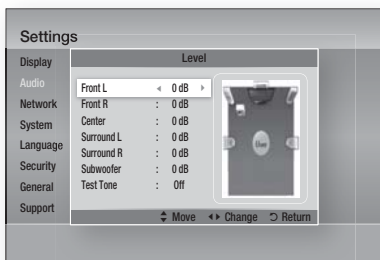 Settings
Level
Display
Audio
Network
System
Language
Security
General
Support
Front L ◄ 0 dB ►
Front R : 0 dB
Center : 0 dB
Surround L : 0 dB
Surround R : 0 dB
Subwoofer : 0 dB
Test Tone : Off
User
Move Change Return